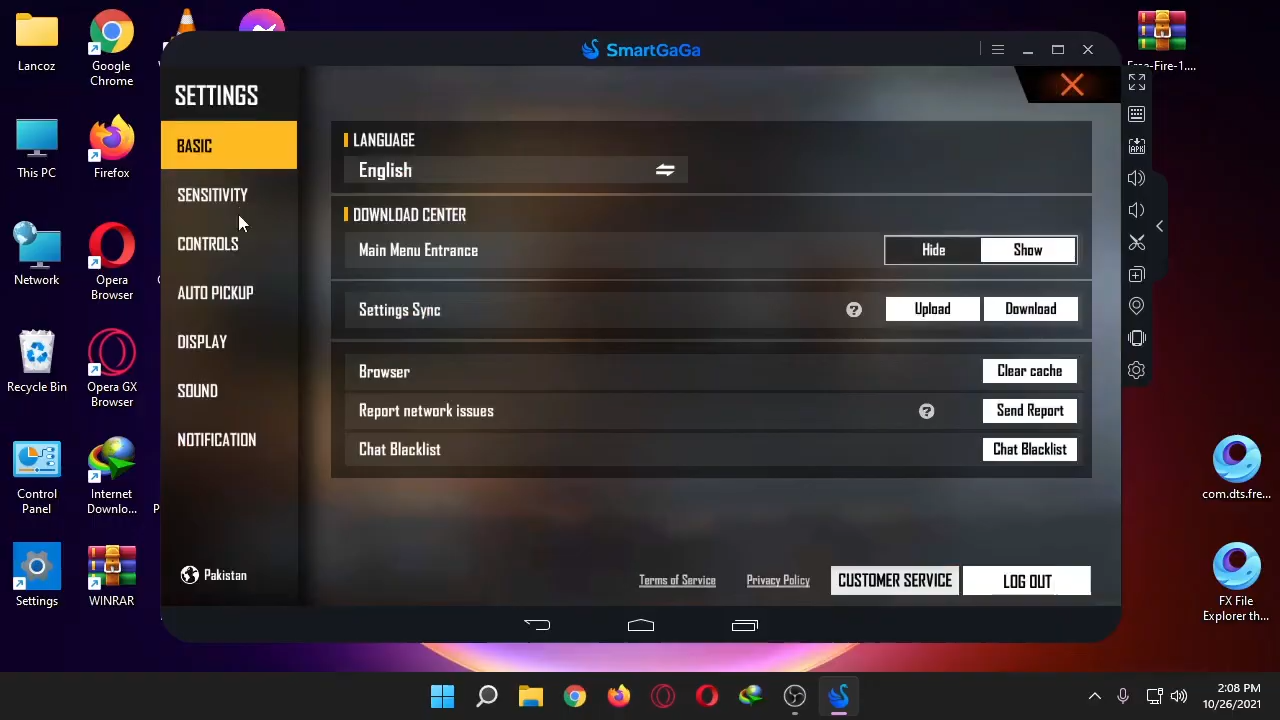 SmartGaGa
Lancoz
Google
Chrome
This PC
Firefox
Network
Opera
Browser
Recycle Bin
Opera GX
Browser
Control
Panel
Internet
Downlo...
Settings
WINRAR
SETTINGS
BASIC
SENSITIVITY
CONTROLS
AUTO PICKUP
DISPLAY
SOUND
NOTIFICATION
Pakistan
LANGUAGE
English
DOWNLOAD CENTER
Main Menu Entrance
Hide
Show
Settings Sync
?
Upload
Download
Browser
Clear cache
Report network issues
?
Send Report
Chat Blacklist
Chat Blacklist
Terms of Service
Privacy Policy
CUSTOMER SERVICE
LOG OUT
APK
Free-Fire-1....
com.dts.fre...
FX File
Explorer th...
2:08 PM
10/26/2021